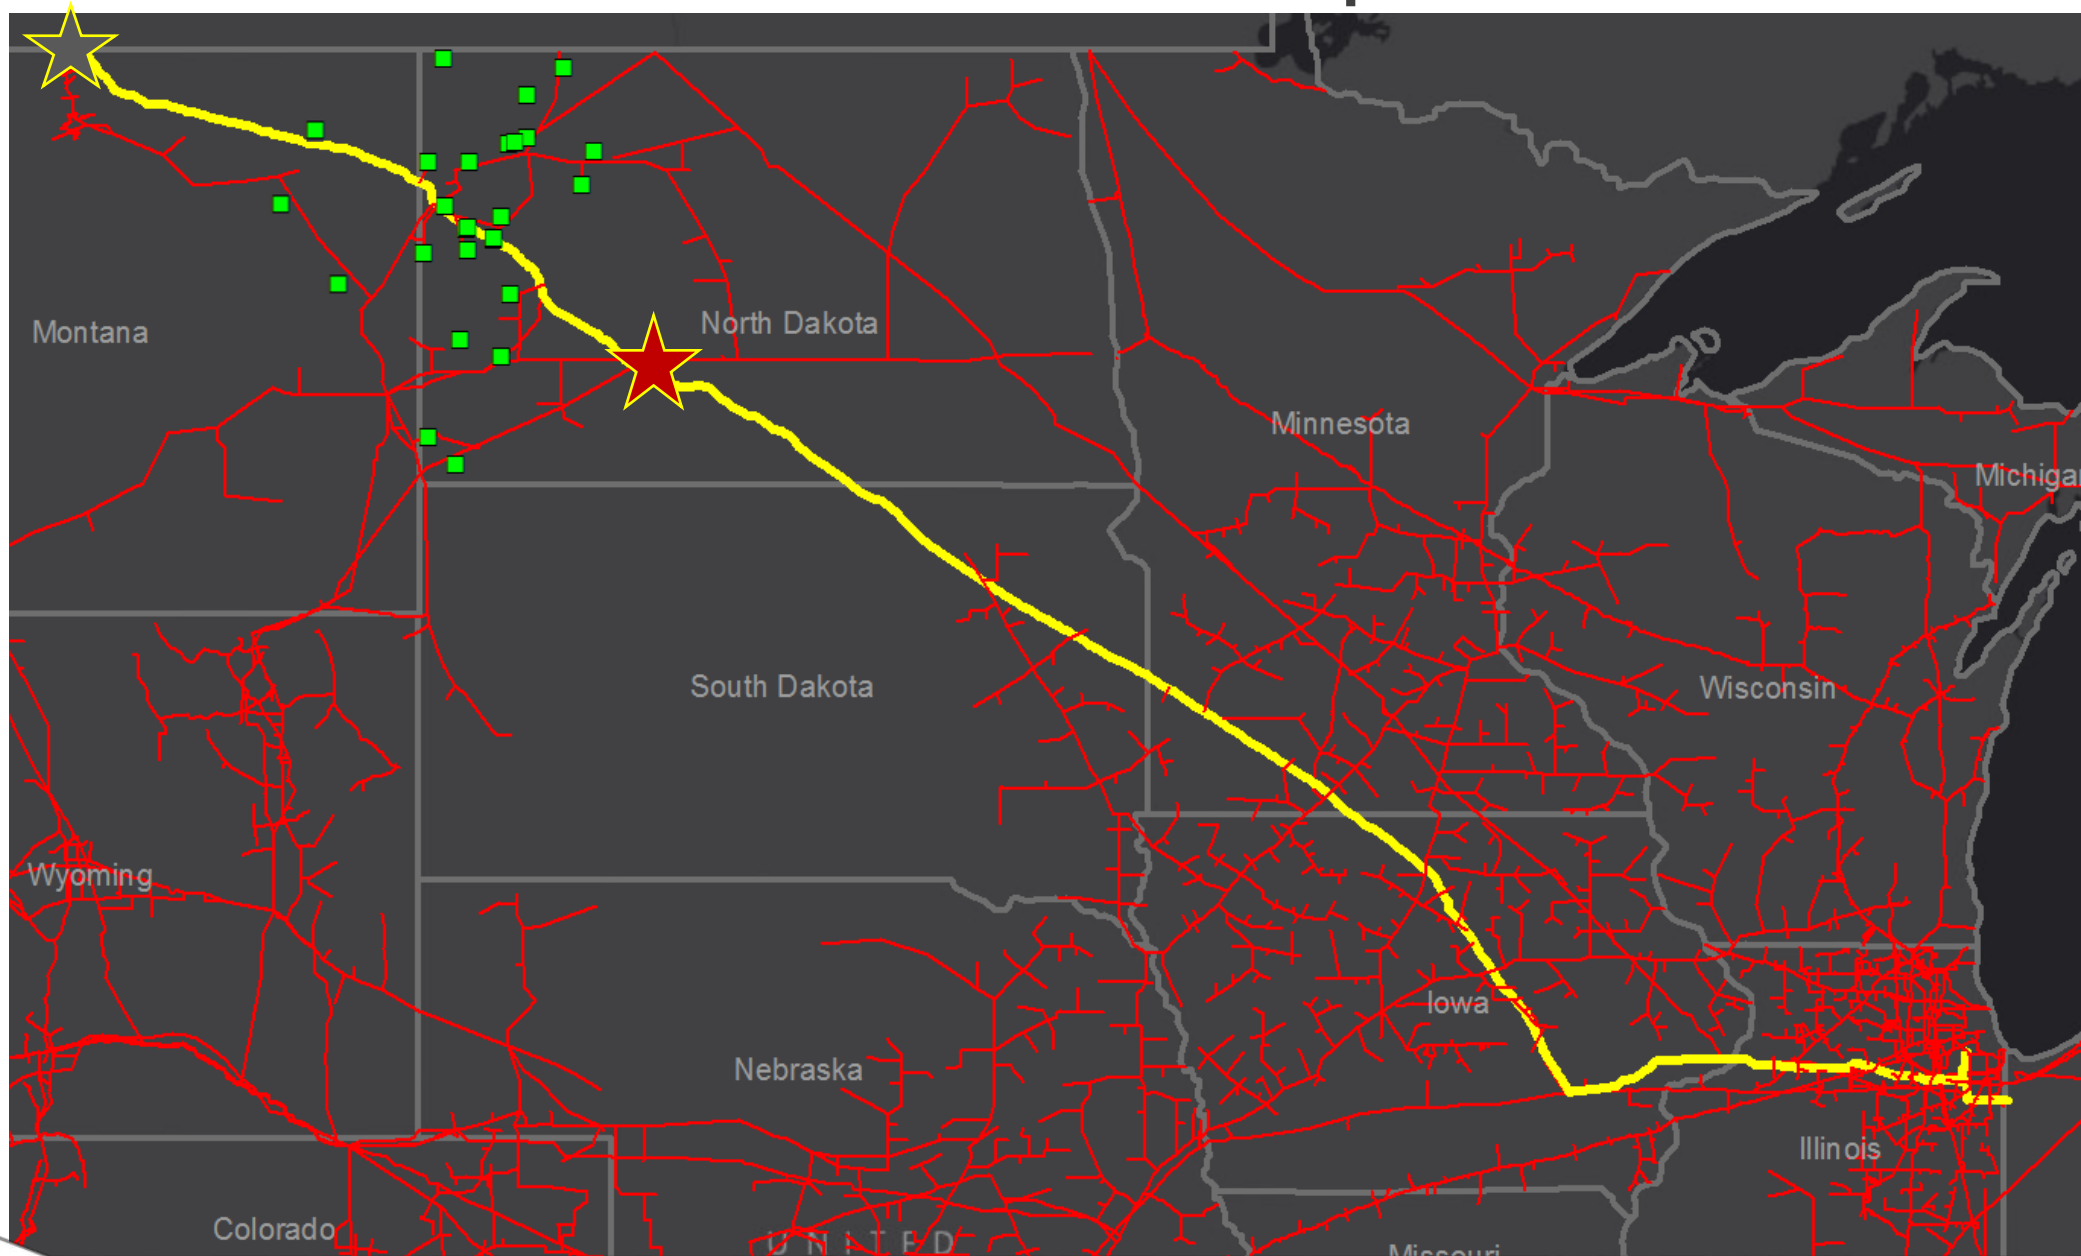 North Dakota
Montana
Minnesota
Michigan
South Dakota
Wisconsin
Wyoming
Iowa
Nebraska
Illinois
Colorado
UNITED
Missouri